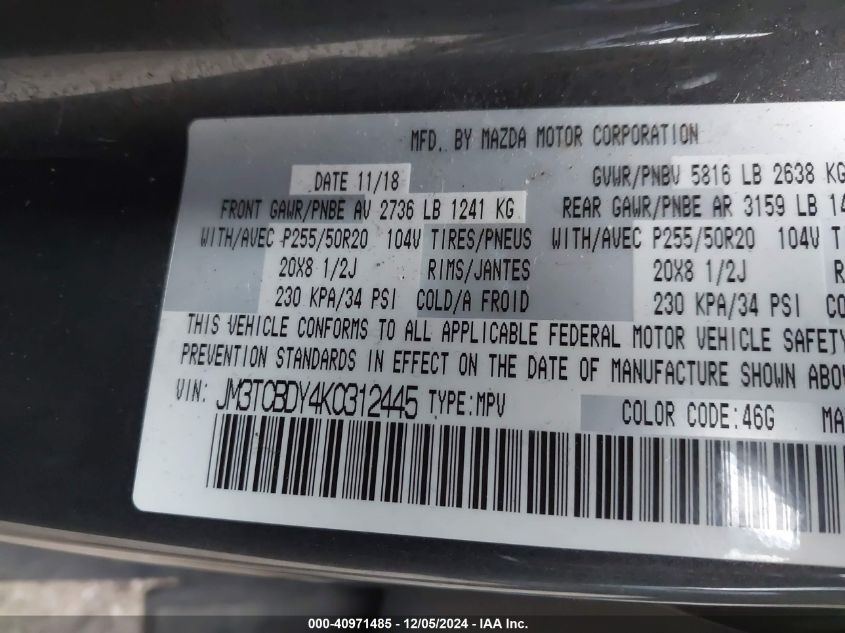 MFD. BY MAZDA MOTOR CORPORATION
DATE 11/18 GVWR/PNBV 5816 LB 2638 KG
FRONT GAWR/PNBE AV 2736 LB 1241 KG REAR GAWR/PNBE AR 3159 LB
WITH/AVEC P255/50R20 104V TIRES/PNEUS WITH/AVEC P255/50R20 104V
20X8 1/2J RIMS/JANTES 20X8 1/2J
230 KPA/34 PSI COLD/A FROID 230 KPA/34 PSI
THIS VEHICLE CONFORMS TO ALL APPLICABLE FEDERAL MOTOR VEHICLE SAFETY
PREVENTION STANDARDS IN EFFECT ON THE DATE OF MANUFACTURE SHOWN
VIN: JM3TCBDY4K0312445 TYPE:MPV COLOR CODE:46G
000-40971485 - 12/05/2024 - IAA Inc.